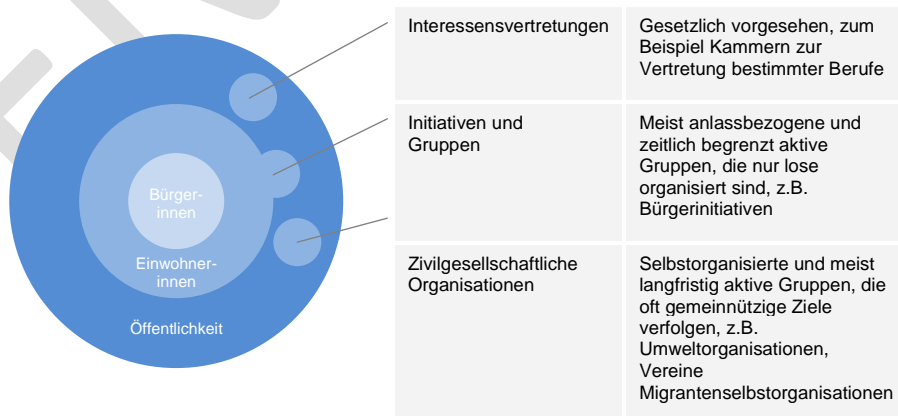 Bürger-
innen
Einwohner-
innen
Öffentlichkeit
Interessensvertretungen
Gesetzlich vorgesehen, zum
Beispiel Kammern zur
Vertretung bestimmter Berufe
Initiativen und
Gruppen
Meist anlassbezogene und
zeitlich begrenzt aktive
Gruppen, die nur lose
organisiert sind, z.B.
Bürgerinitiativen
Zivilgesellschaftliche
Organisationen
Selbstorganisierte und meist
langfristig aktive Gruppen, die
oft gemeinnützige Ziele
verfolgen, z.B.
Umweltorganisationen,
Vereine
Migrantenselbstorganisationen